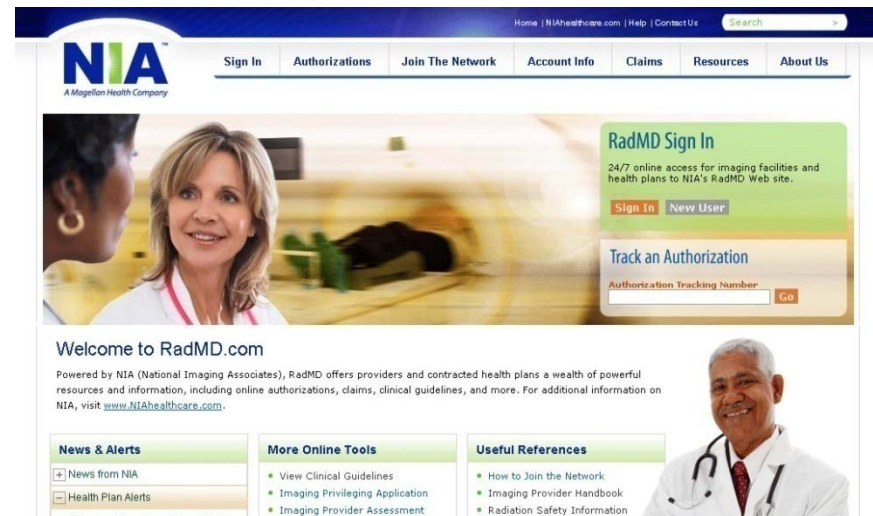 Home | NIAhealthcare.com | Help | Contact Us
Search >
NIA™
A Magellan Health Company
Sign In Authorizations Join The Network Account Info Claims Resources About Us
RadMD Sign In
24/7 online access for imaging facilities and
health plans to NIA's RadMD Web site.
Sign In New User
Track an Authorization
Authorization Tracking Number
Go
Welcome to RadMD.com
Powered by NIA (National Imaging Associates), RadMD offers providers and contracted health plans a wealth of powerful
resources and information, including online authorizations, claims, clinical guidelines, and more. For additional information on
NIA, visit www.NIAhealthcare.com.
News & Alerts
+ News from NIA
– Health Plan Alerts
More Online Tools
• View Clinical Guidelines
• Imaging Privileging Application
• Imaging Provider Assessment
Useful References
• How to Join the Network
• Imaging Provider Handbook
• Radiation Safety Information